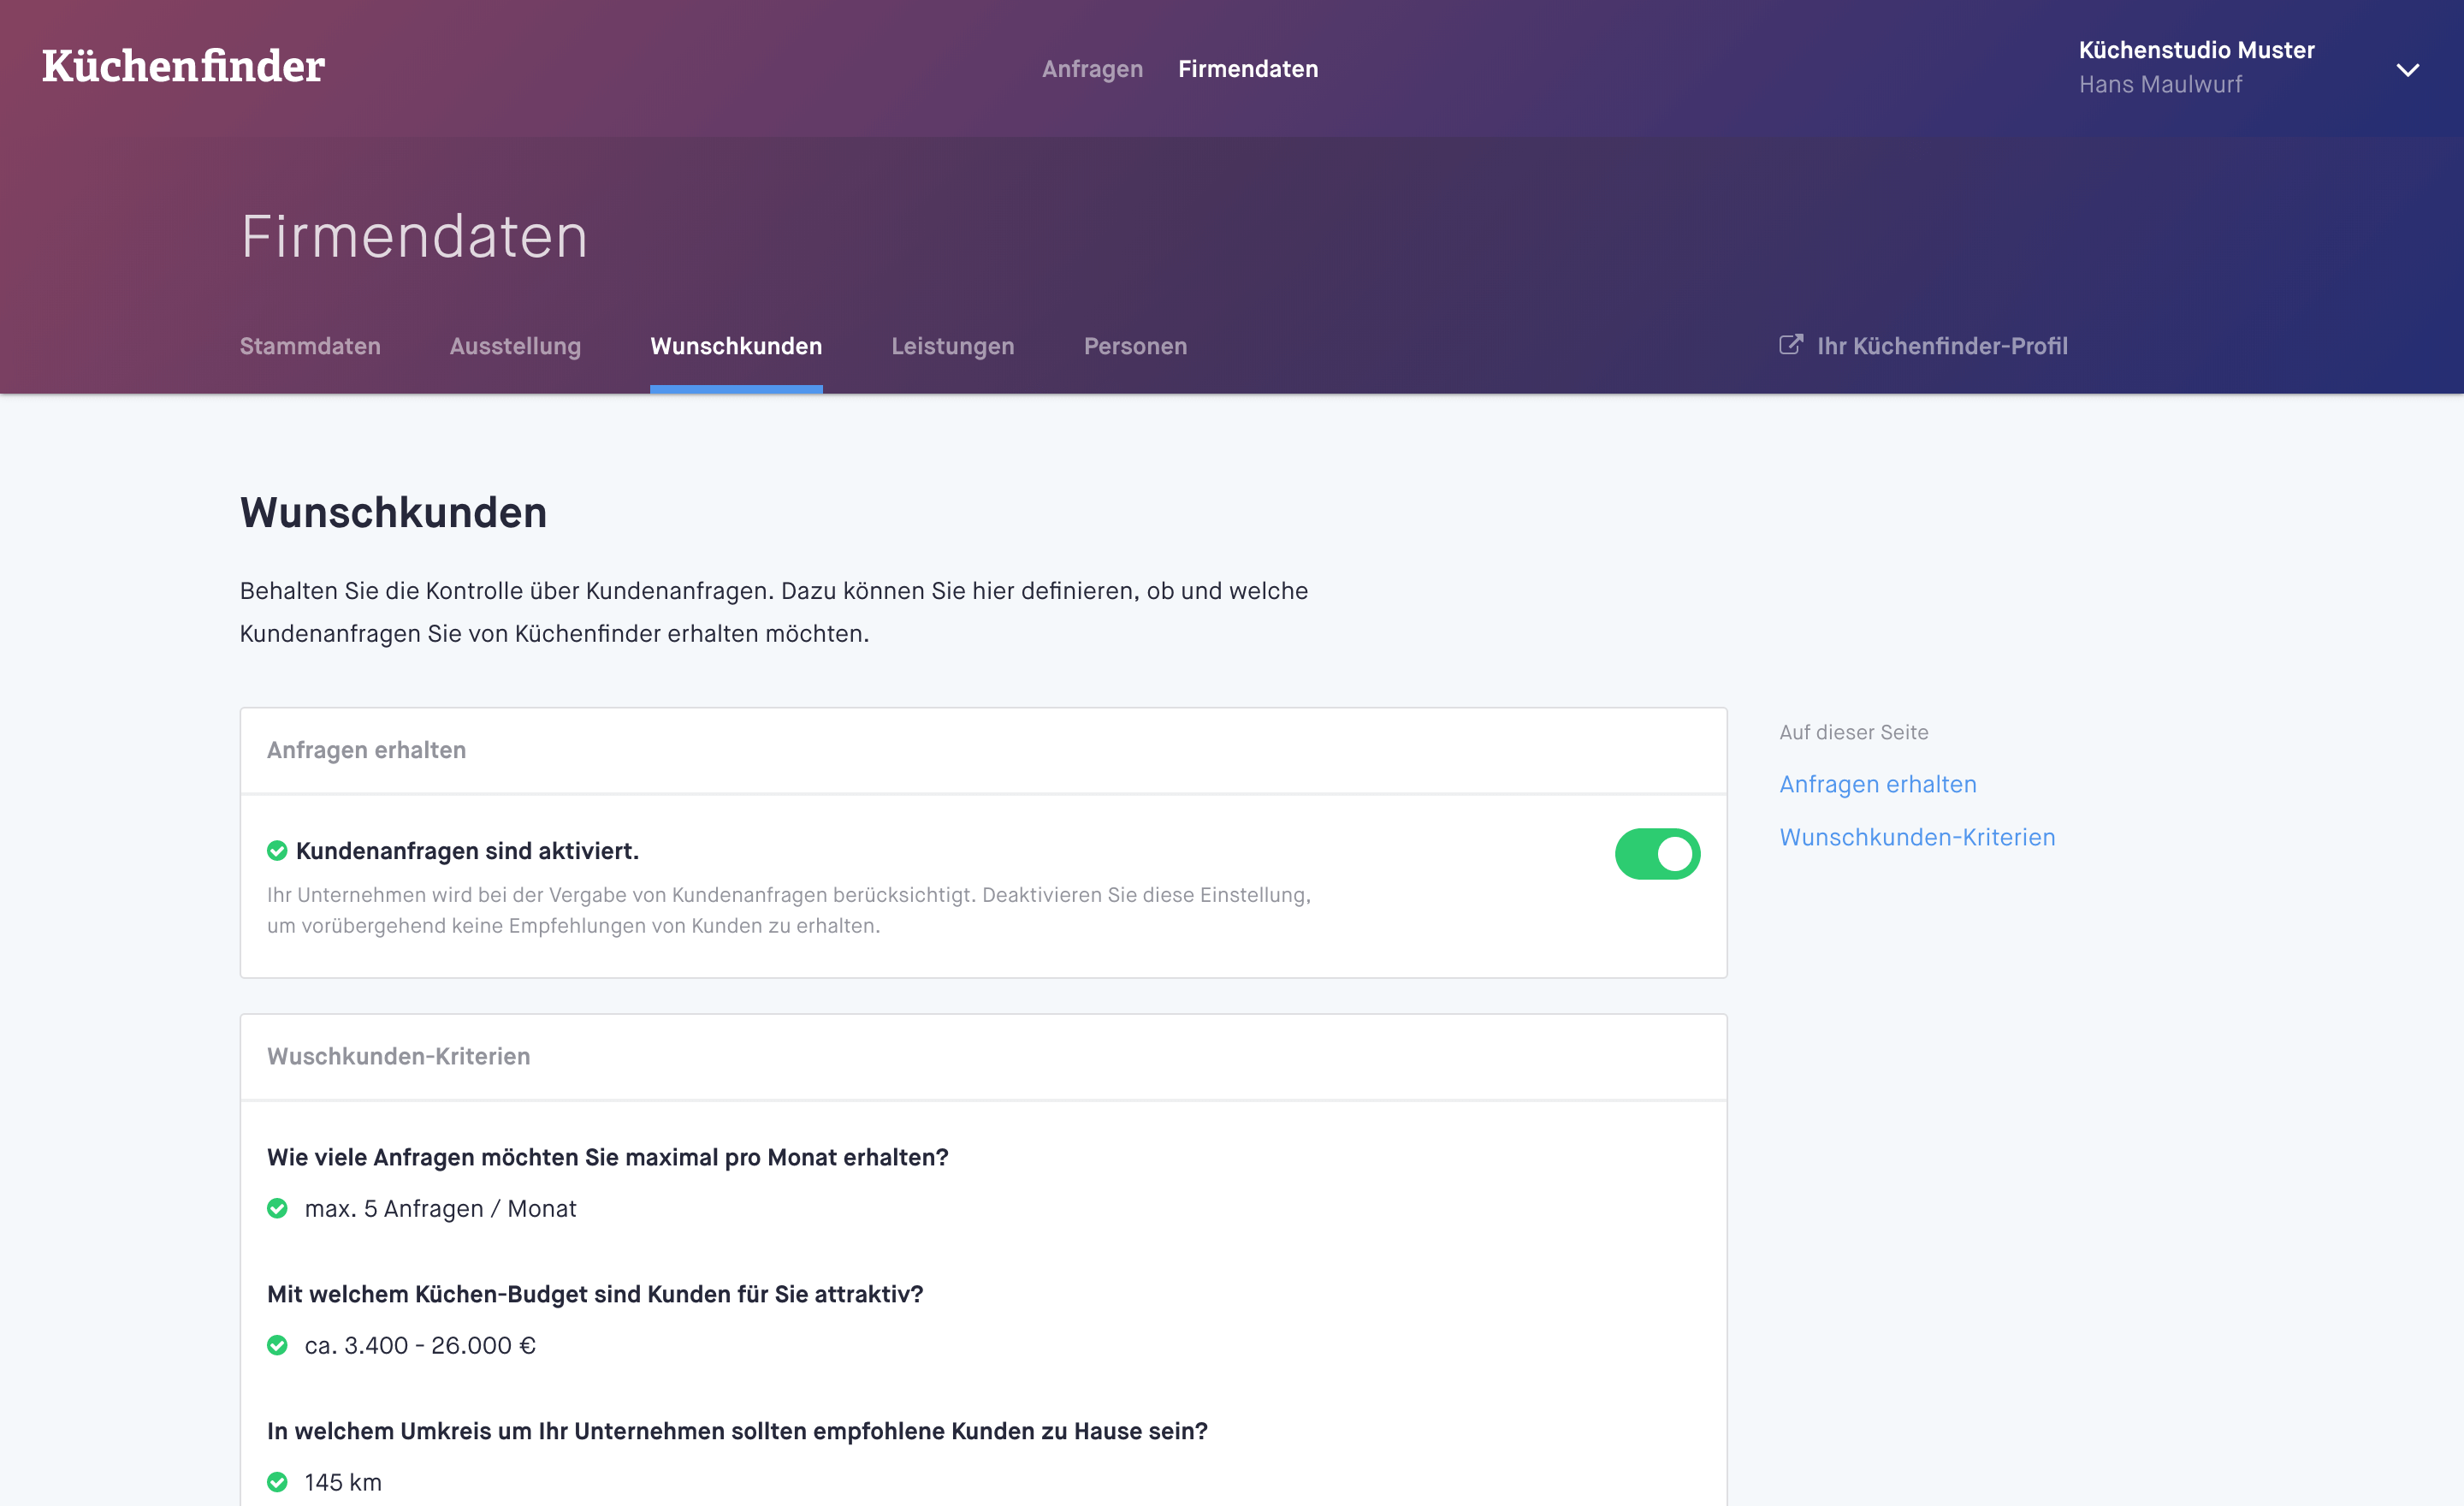 Küchenfinder
Anfragen
Firmendaten
Küchenstudio Muster
Hans Maulwurf
Firmendaten
Stammdaten
Ausstellung
Wunschkunden
Leistungen
Personen
Ihr Küchenfinder-Profil
Wunschkunden
Behalten Sie die Kontrolle über Kundenanfragen. Dazu können Sie hier definieren, ob und welche
Kundenanfragen Sie von Küchenfinder erhalten möchten.
Anfragen erhalten
Kundenanfragen sind aktiviert.
Ihr Unternehmen wird bei der Vergabe von Kundenanfragen berücksichtigt. Deaktivieren Sie diese Einstellung,
um vorübergehend keine Empfehlungen von Kunden zu erhalten.
Auf dieser Seite
Anfragen erhalten
Wunschkunden-Kriterien
Wuschkunden-Kriterien
Wie viele Anfragen möchten Sie maximal pro Monat erhalten?
max. 5 Anfragen / Monat
Mit welchem Küchen-Budget sind Kunden für Sie attraktiv?
ca. 3.400 - 26.000 €
In welchem Umkreis um Ihr Unternehmen sollten empfohlene Kunden zu Hause sein?
145 km